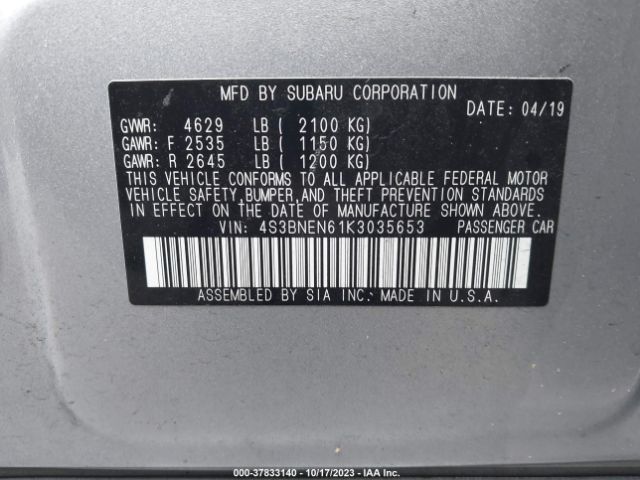 MFD BY SUBARU CORPORATION
DATE: 04/19
GVWR: 4629 LB ( 2100 KG)
GAWR: F 2535 LB ( 1150 KG)
GAWR: R 2645 LB ( 1200 KG)
THIS VEHICLE CONFORMS TO ALL APPLICABLE FEDERAL MOTOR
VEHICLE SAFETY, BUMPER, AND THEFT PREVENTION STANDARDS
IN EFFECT ON THE DATE OF MANUFACTURE SHOWN ABOVE.
VIN: 4S3BNEN61K3035653 PASSENGER CAR
ASSEMBLED BY SIA INC. MADE IN U.S.A.
000-37833140 - 10/17/2023 - IAA Inc.